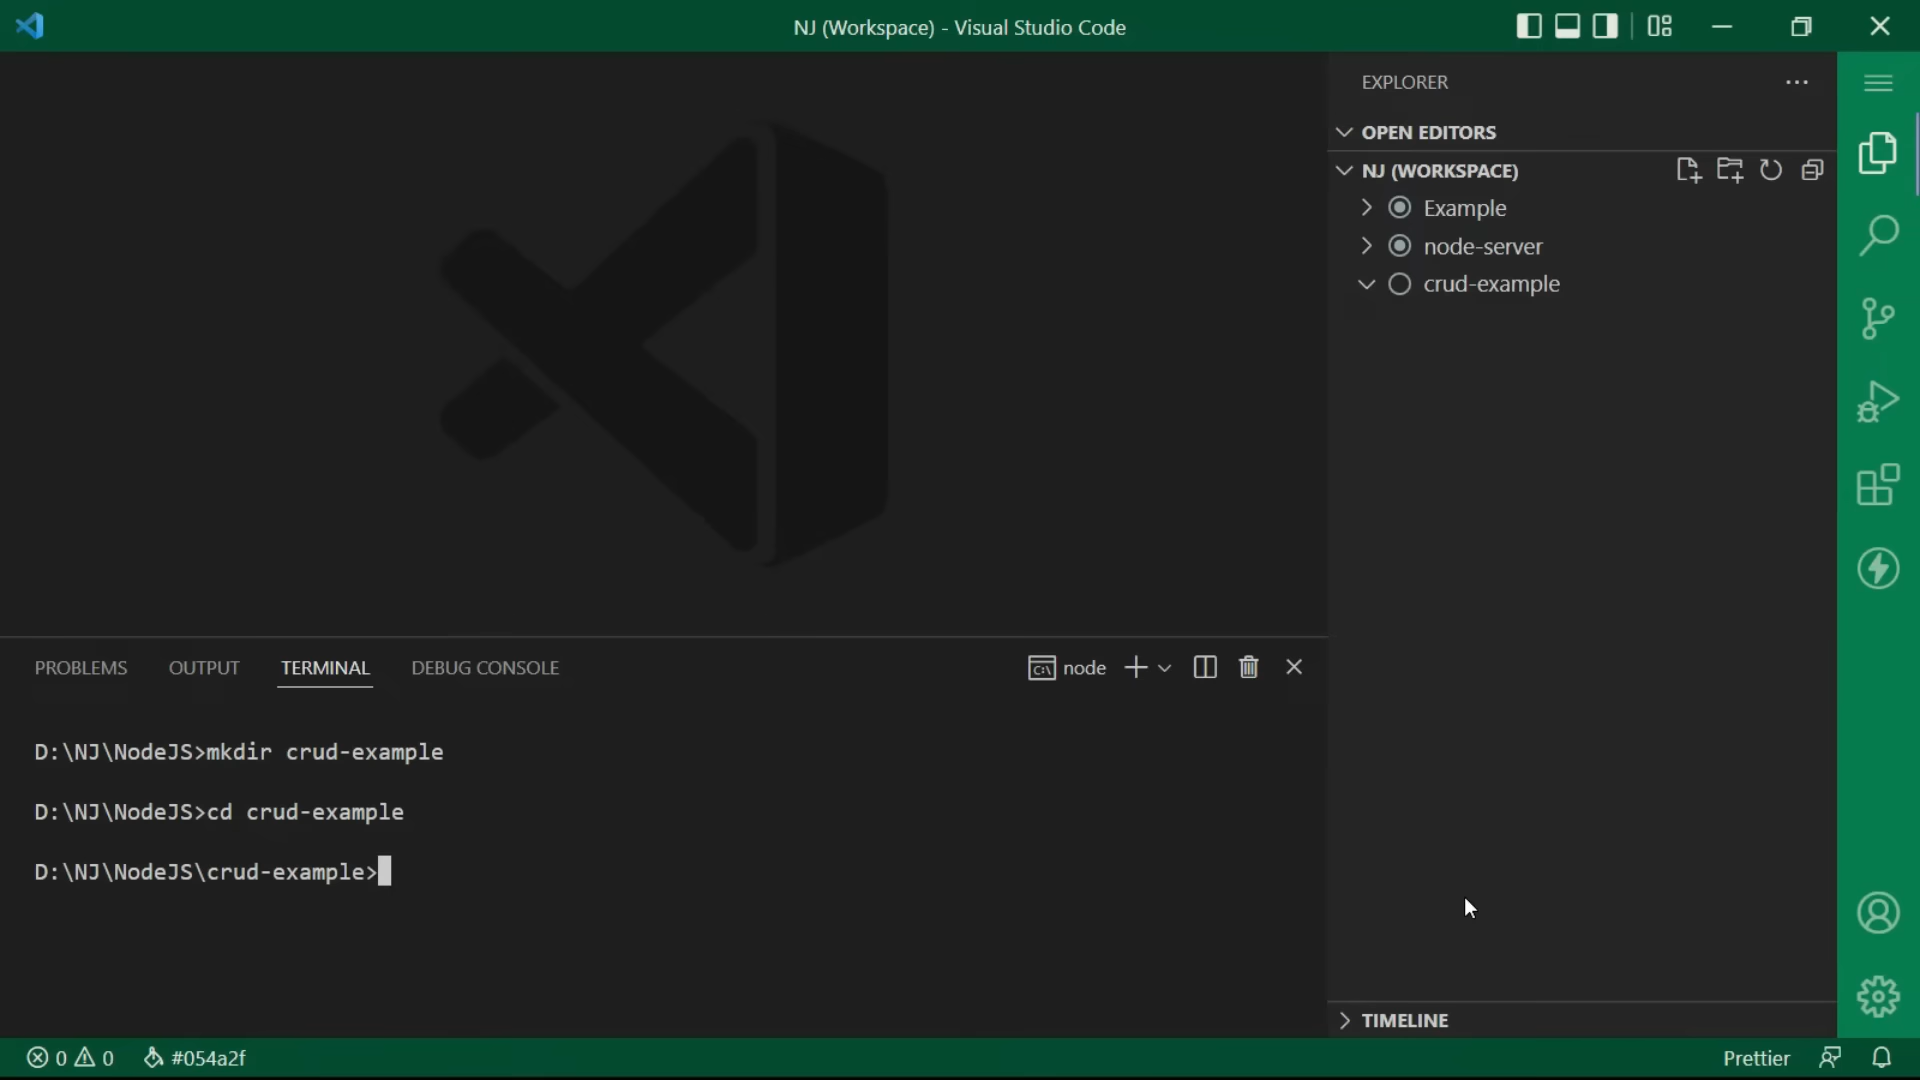 NJ (Workspace) - Visual Studio Code
EXPLORER
OPEN EDITORS
NJ (WORKSPACE)
Example
node-server
crud-example
PROBLEMS OUTPUT TERMINAL DEBUG CONSOLE
node
D:\NJ\NodeJS>mkdir crud-example
D:\NJ\NodeJS>cd crud-example
D:\NJ\NodeJS\crud-example>
TIMELINE
0 0 #054a2f Prettier